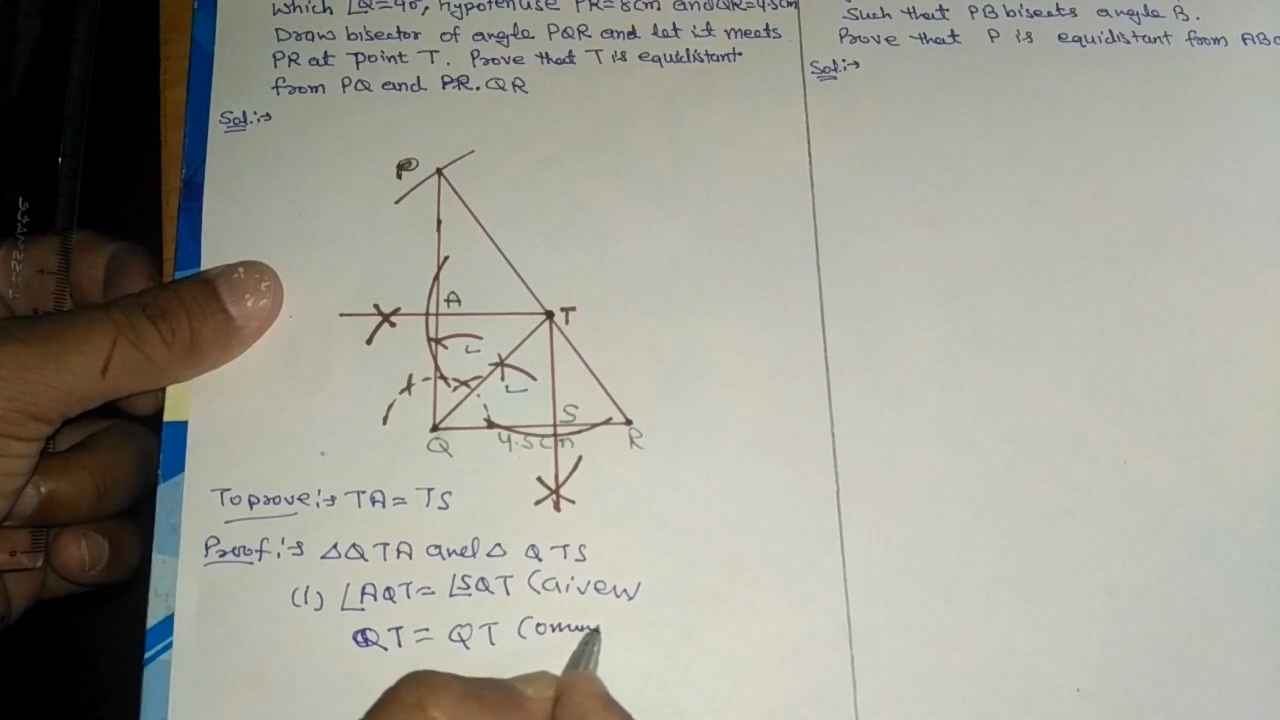 which ∠Q=90°, hypotenuse PR=8cm and QR=4.5cm
Draw bisector of angle PQR and let it meets
PR at point T. Prove that T is equidistant
from PQ and PR. QR
Sol:→
P
A
T
S
Q
4.5cm
R
To prove:→ TA= TS
Proof:→ ΔQTA and Δ QTS
(1) ∠AQT= ∠SQT (Given
QT= QT (Comm
Such that PB bisects angle B.
Prove that P is equidistant from AB
Sol:→